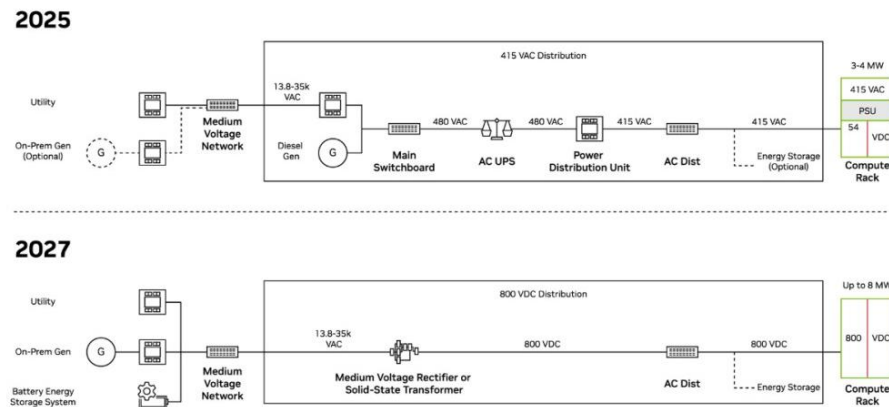 2025
415 VAC Distribution
3-4 MW
13.8-35k
VAC
415 VAC
Utility
PSU
480 VAC
480 VAC
415 VAC
415 VAC
54
VDC
Medium
Voltage
Network
On-Prem Gen
(Optional)
G
Diesel
Gen
G
Main
Switchboard
AC UPS
Power
Distribution Unit
AC Dist
Energy Storage
(Optional)
Compute
Rack
2027
Up to 8 MW
800 VDC Distribution
Utility
13.8-35k
VAC
800 VDC
800 VDC
800
VDC
On-Prem Gen
G
Medium
Voltage
Network
Medium Voltage Rectifier or
Solid-State Transformer
AC Dist
Energy Storage
Compute
Rack
Battery Energy
Storage System